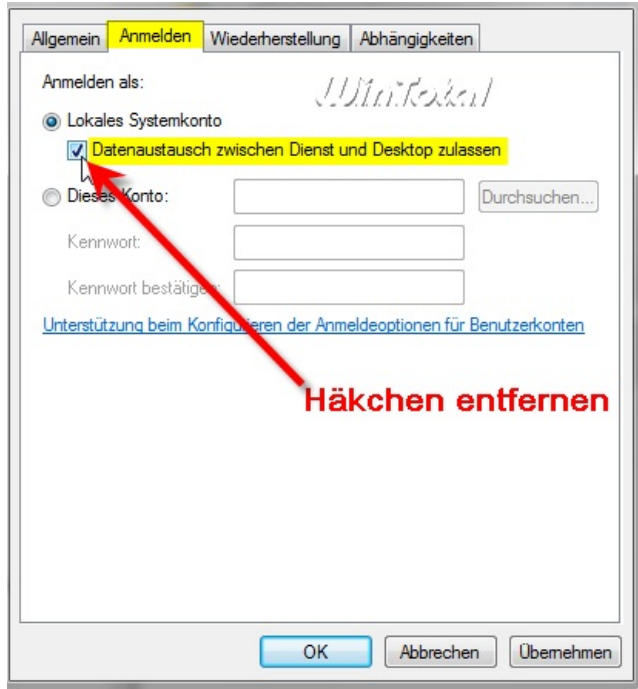 Allgemein Anmelden Wiederherstellung Abhängigkeiten
Anmelden als:
WinTotal
Lokales Systemkonto
Datenaustausch zwischen Dienst und Desktop zulassen
Dieses Konto:
Durchsuchen...
Kennwort:
Kennwort bestätigen:
Unterstützung beim Konfigurieren der Anmeldeoptionen für Benutzerkonten
Häkchen entfernen
OK Abbrechen Übernehmen